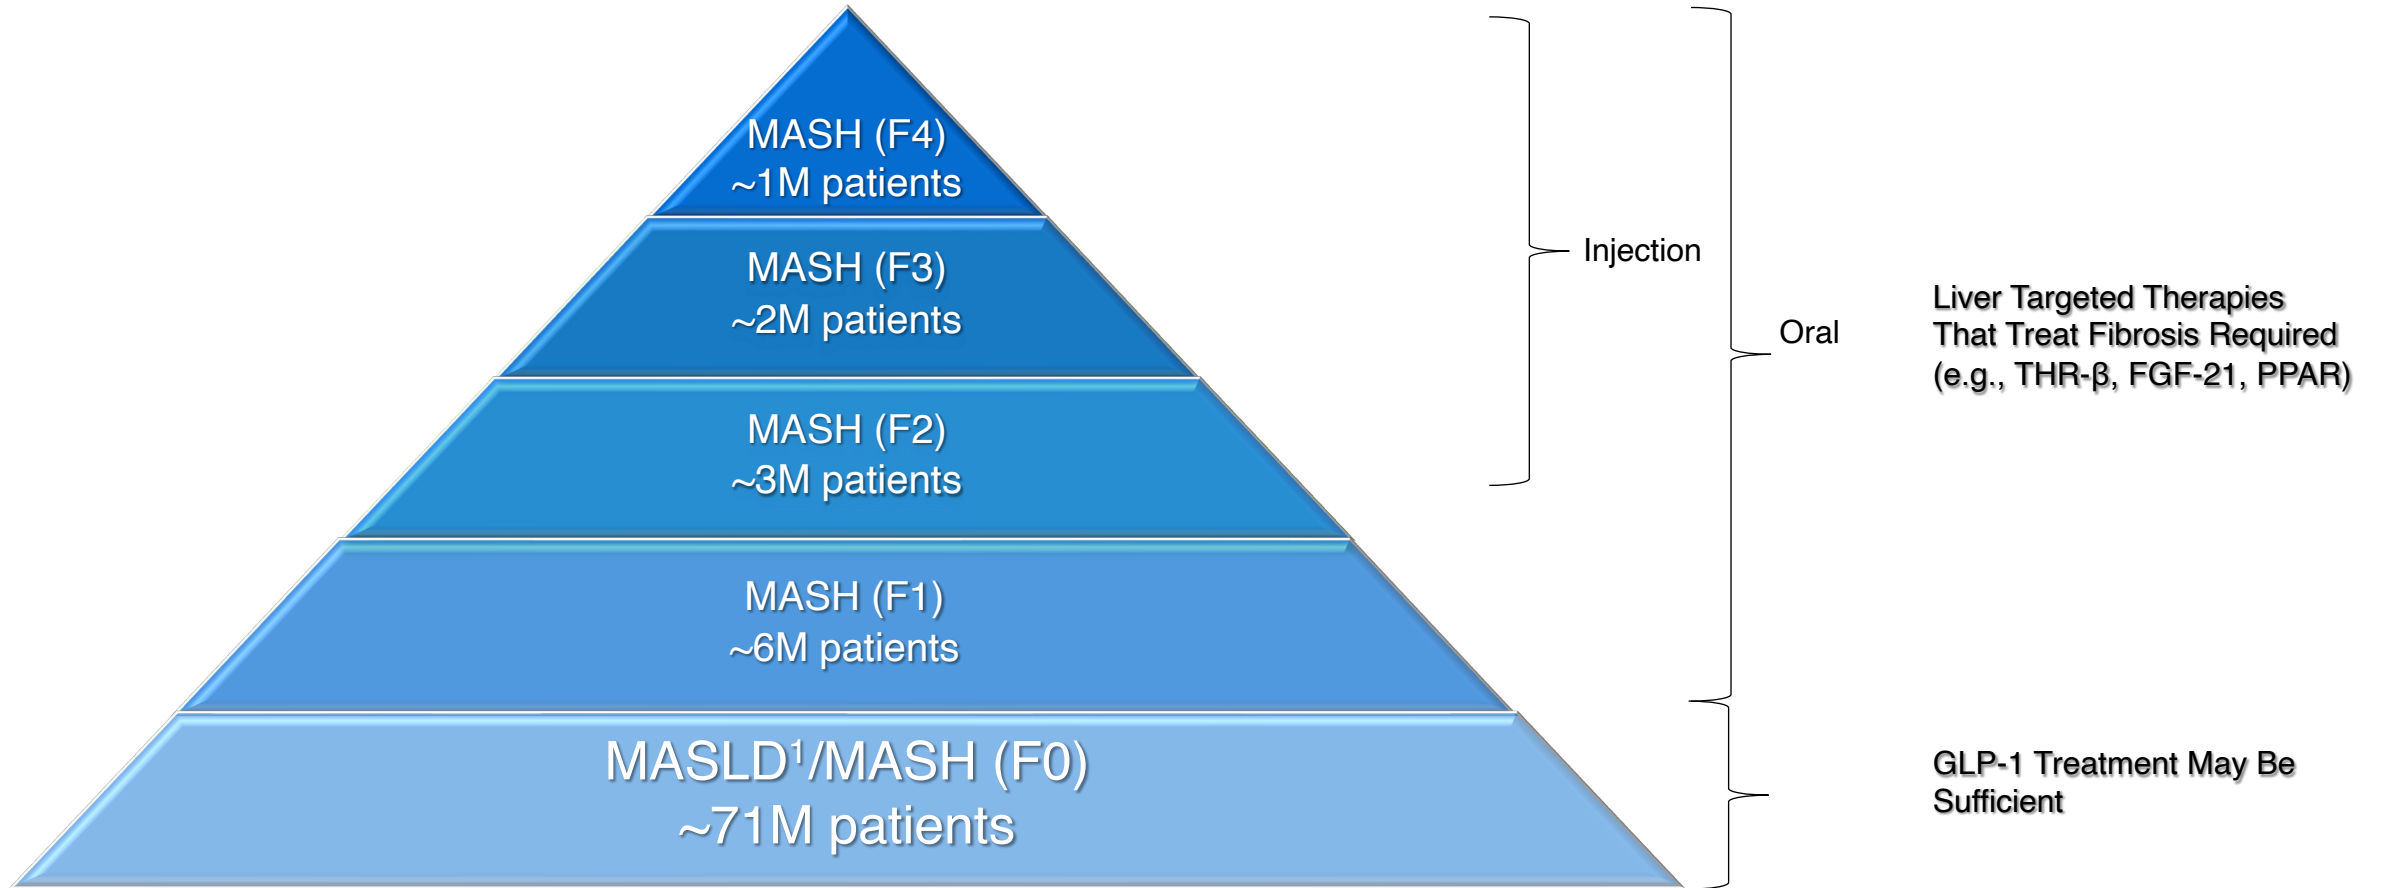 MASH (F4)
~1M patients
MASH (F3)
~2M patients
MASH (F2)
~3M patients
MASH (F1)
~6M patients
MASLD¹/MASH (F0)
~71M patients
Injection
Oral
Liver Targeted Therapies
That Treat Fibrosis Required
(e.g., THR-β, FGF-21, PPAR)
GLP-1 Treatment May Be
Sufficient